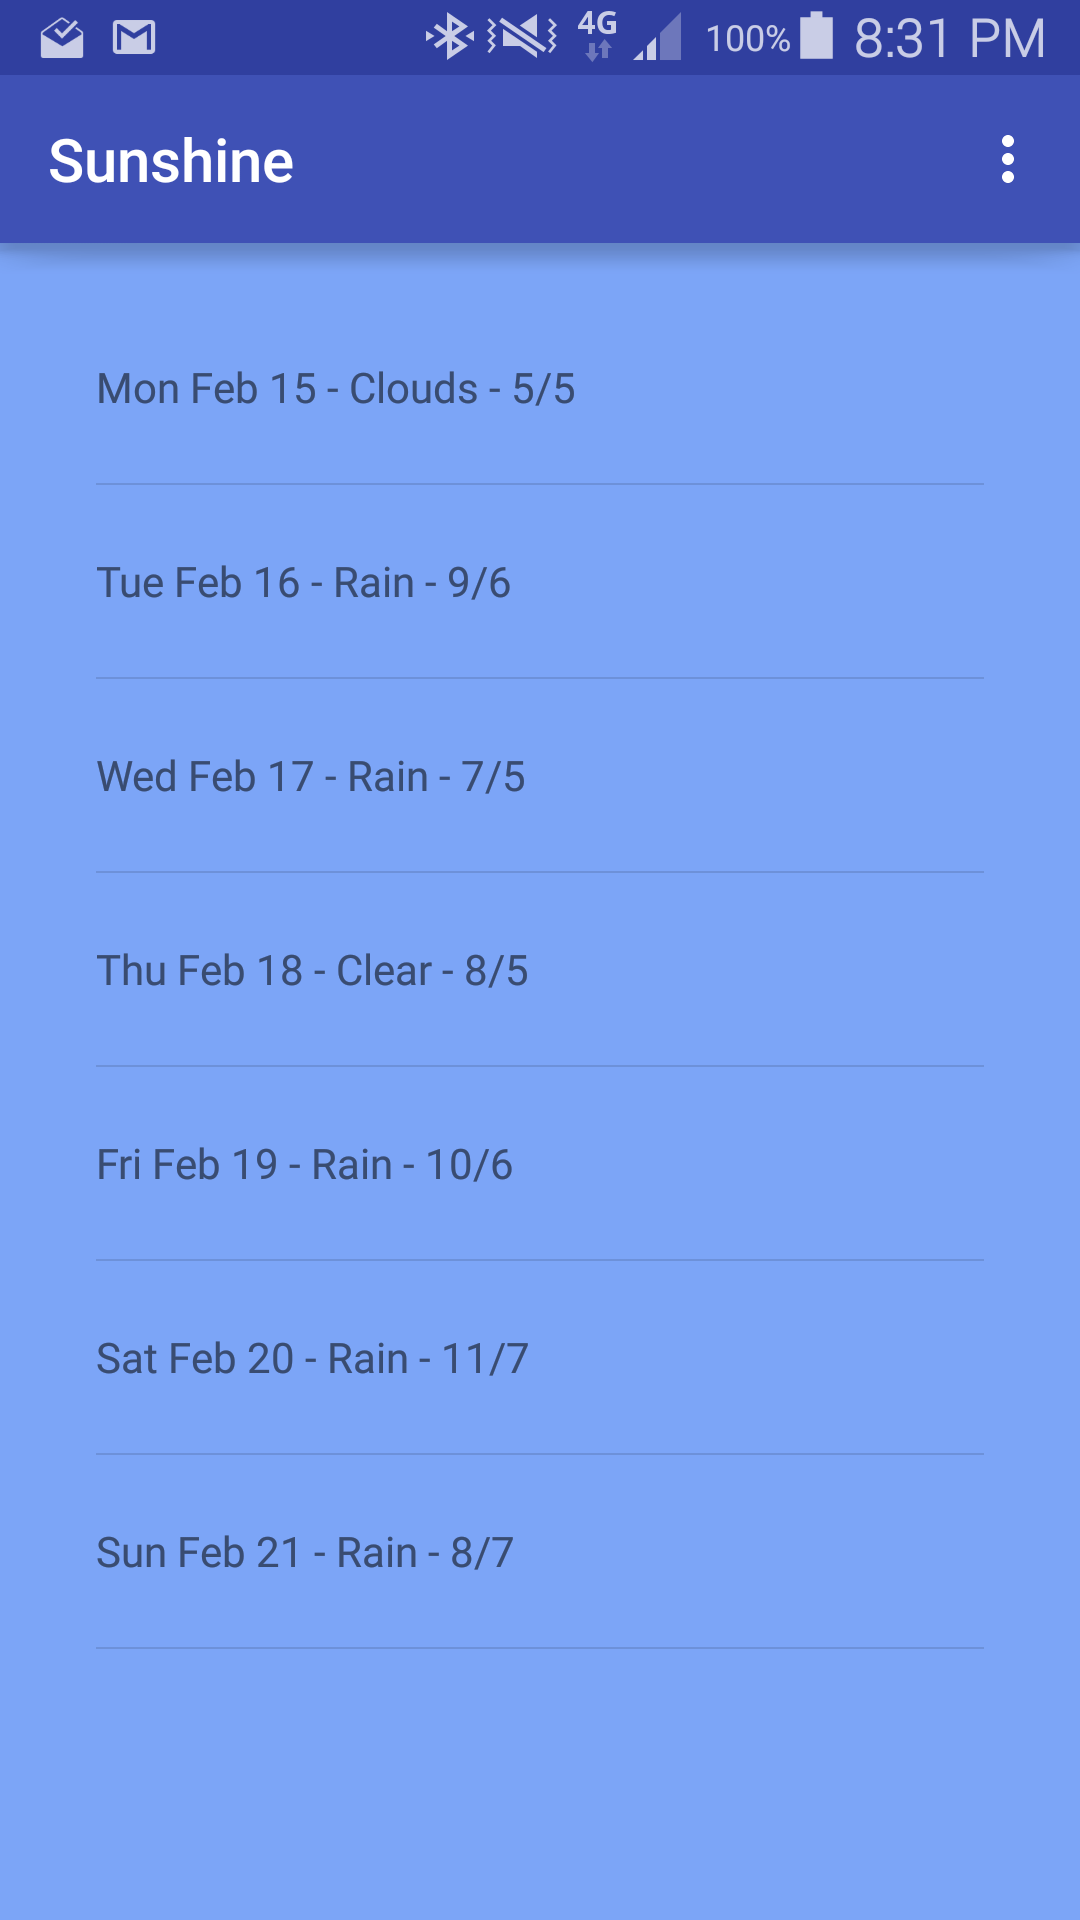 4G 100% 8:31 PM
Sunshine
Mon Feb 15 - Clouds - 5/5
Tue Feb 16 - Rain - 9/6
Wed Feb 17 - Rain - 7/5
Thu Feb 18 - Clear - 8/5
Fri Feb 19 - Rain - 10/6
Sat Feb 20 - Rain - 11/7
Sun Feb 21 - Rain - 8/7